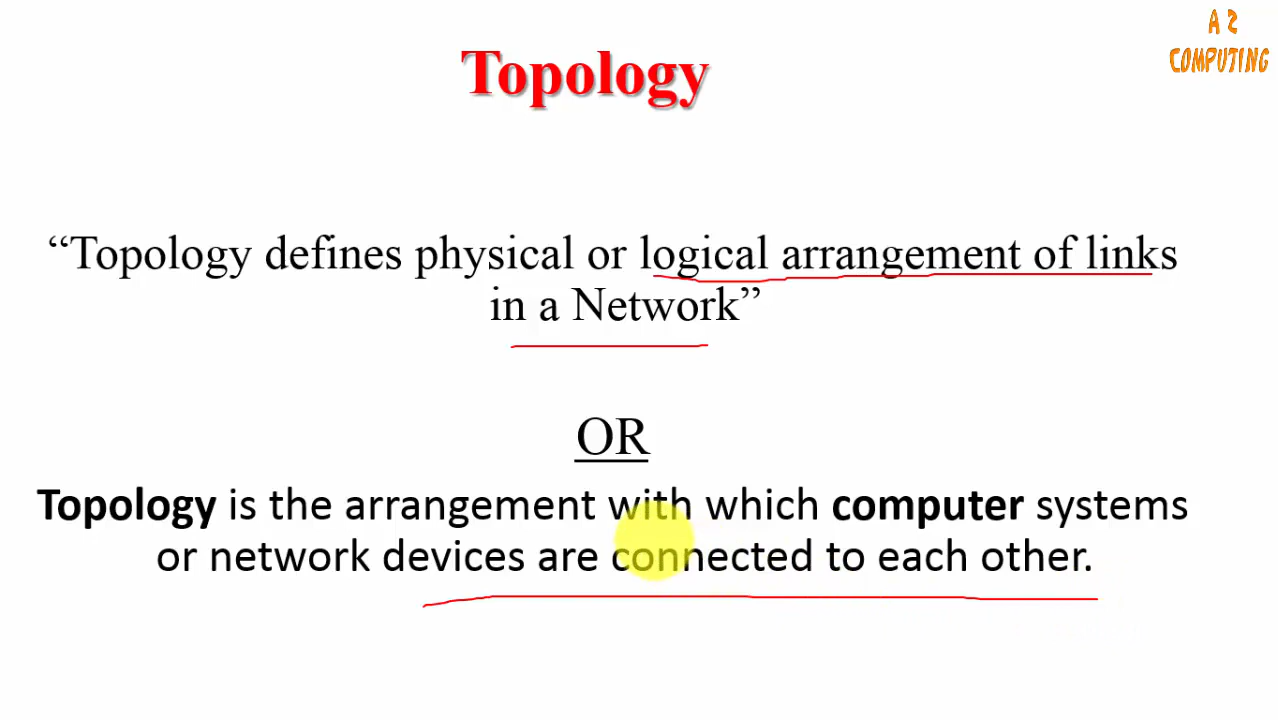 A Z
COMPUTING
Topology
“Topology defines physical or logical arrangement of links
in a Network”
OR
Topology is the arrangement with which computer systems
or network devices are connected to each other.